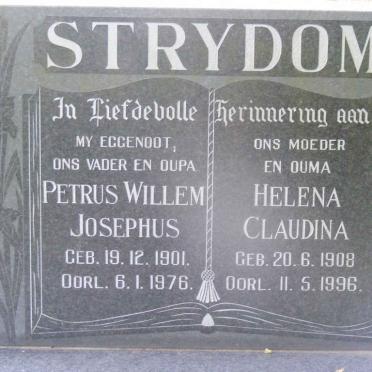 STRYDOM
In Liefdevolle Herinnering aan
MY EGGENOOT,
ONS VADER EN OUPA
PETRUS WILLEM
JOSEPHUS
GEB. 19. 12. 1901.
OORL. 6. 1. 1976.
ONS MOEDER
EN OUMA
HELENA
CLAUDINA
GEB. 20. 6. 1908
OORL. 11. 5. 1996.